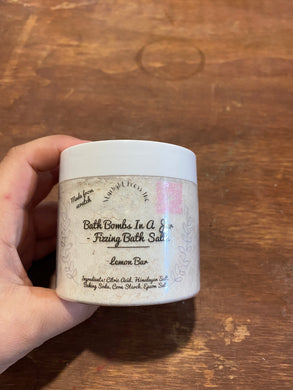 Made from
scratch
Bath Bombs In A Jar
- Fizzing Bath Salts
Lemon Bar
Ingredients: Citric Acid, Himalayan Salt,
Baking Soda, Corn Starch, Epsom Salt